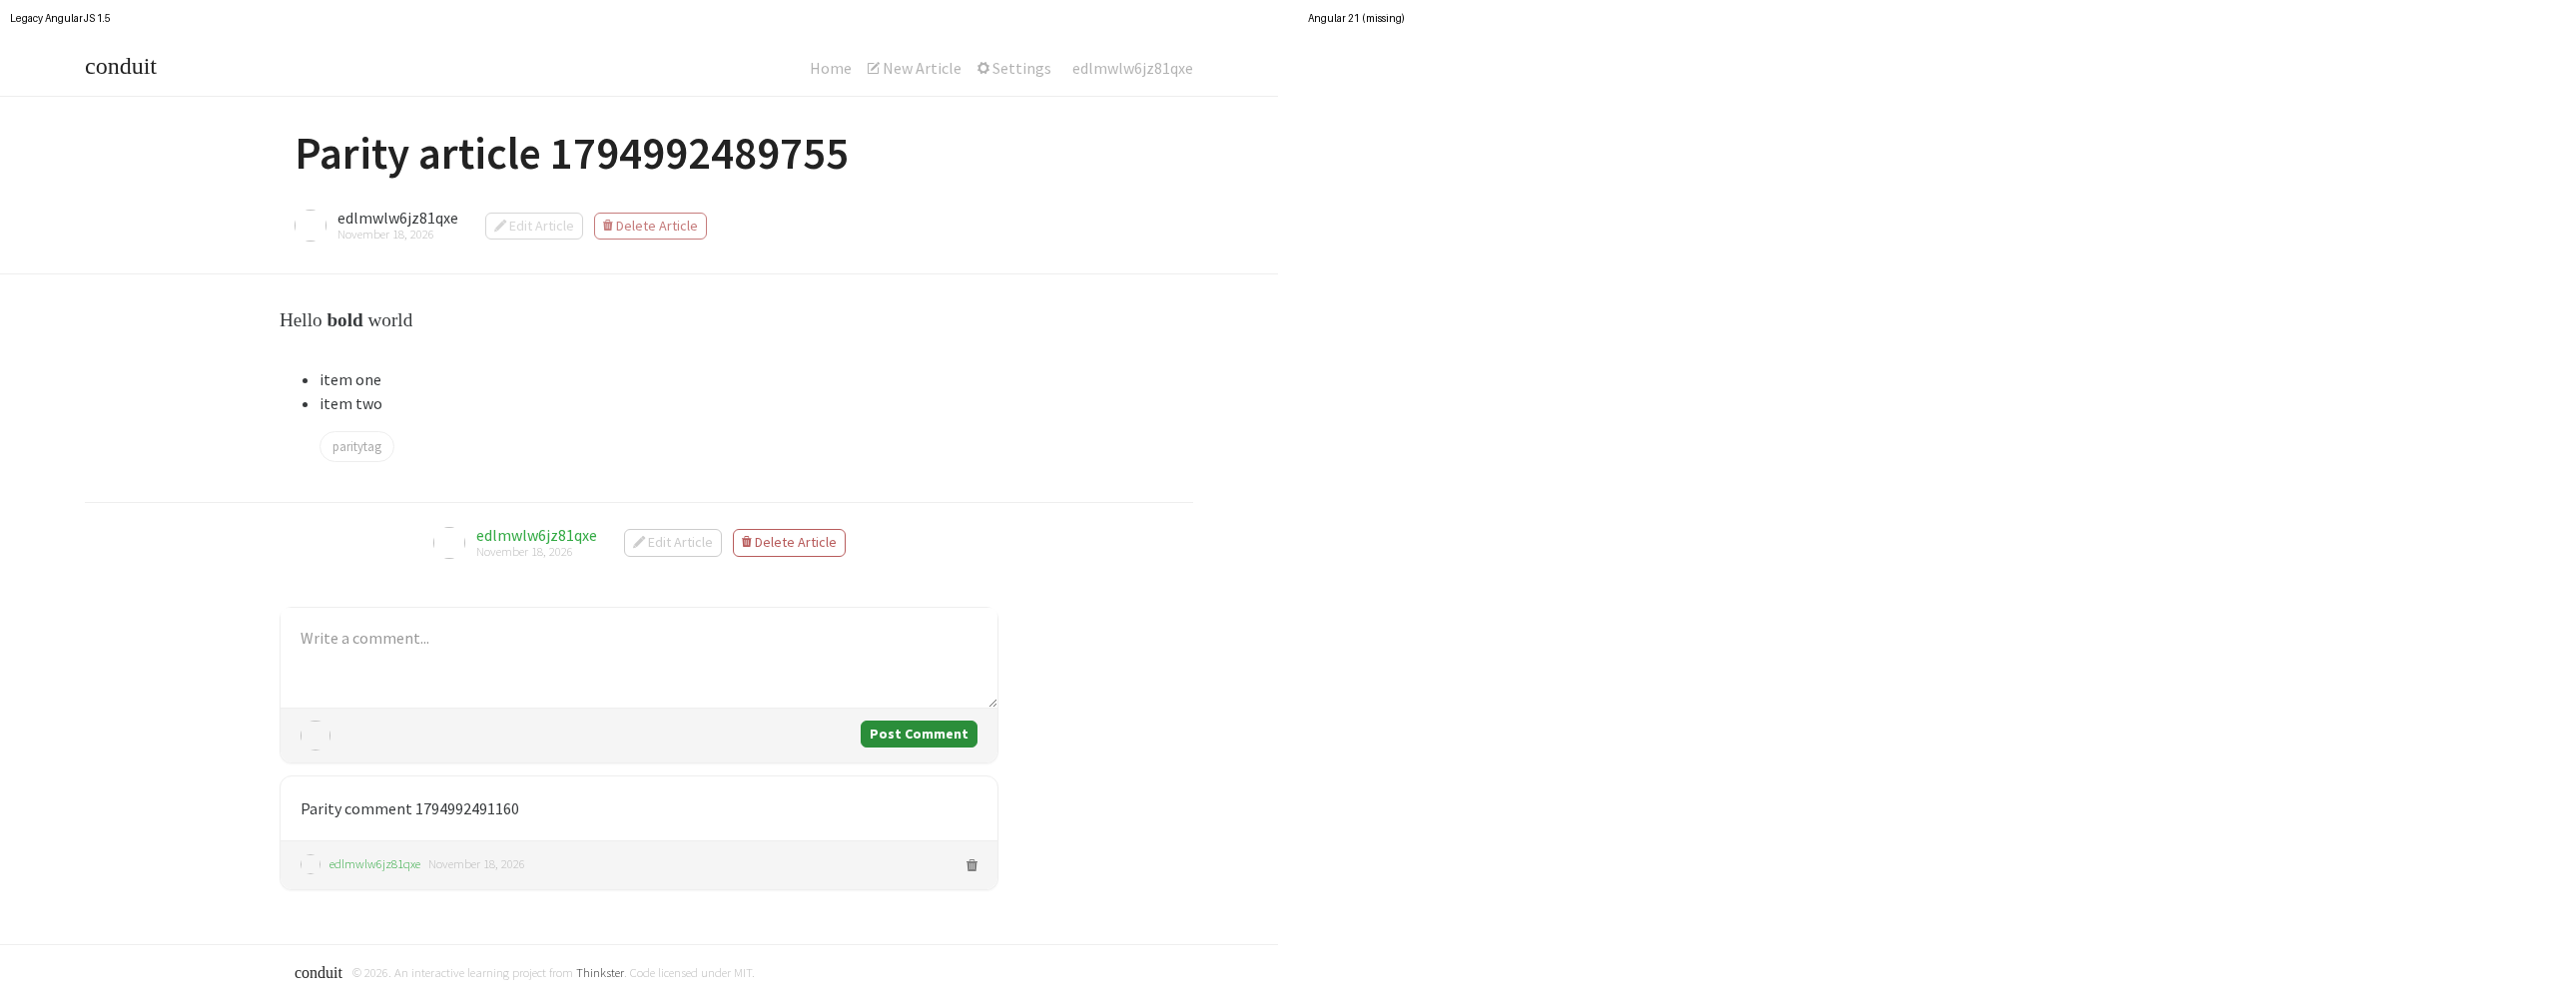 Legacy AngularJS 1.5
Angular 21 (missing)
conduit
Home New Article Settings edlmwlw6jz81qxe
Parity article 1794992489755
edlmwlw6jz81qxe
November 18, 2026
Edit Article
Delete Article
Hello bold world
item one
item two
paritytag
edlmwlw6jz81qxe
November 18, 2026
Edit Article
Delete Article
Write a comment...
Post Comment
Parity comment 1794992491160
edlmwlw6jz81qxe November 18, 2026
conduit © 2026. An interactive learning project from Thinkster. Code licensed under MIT.